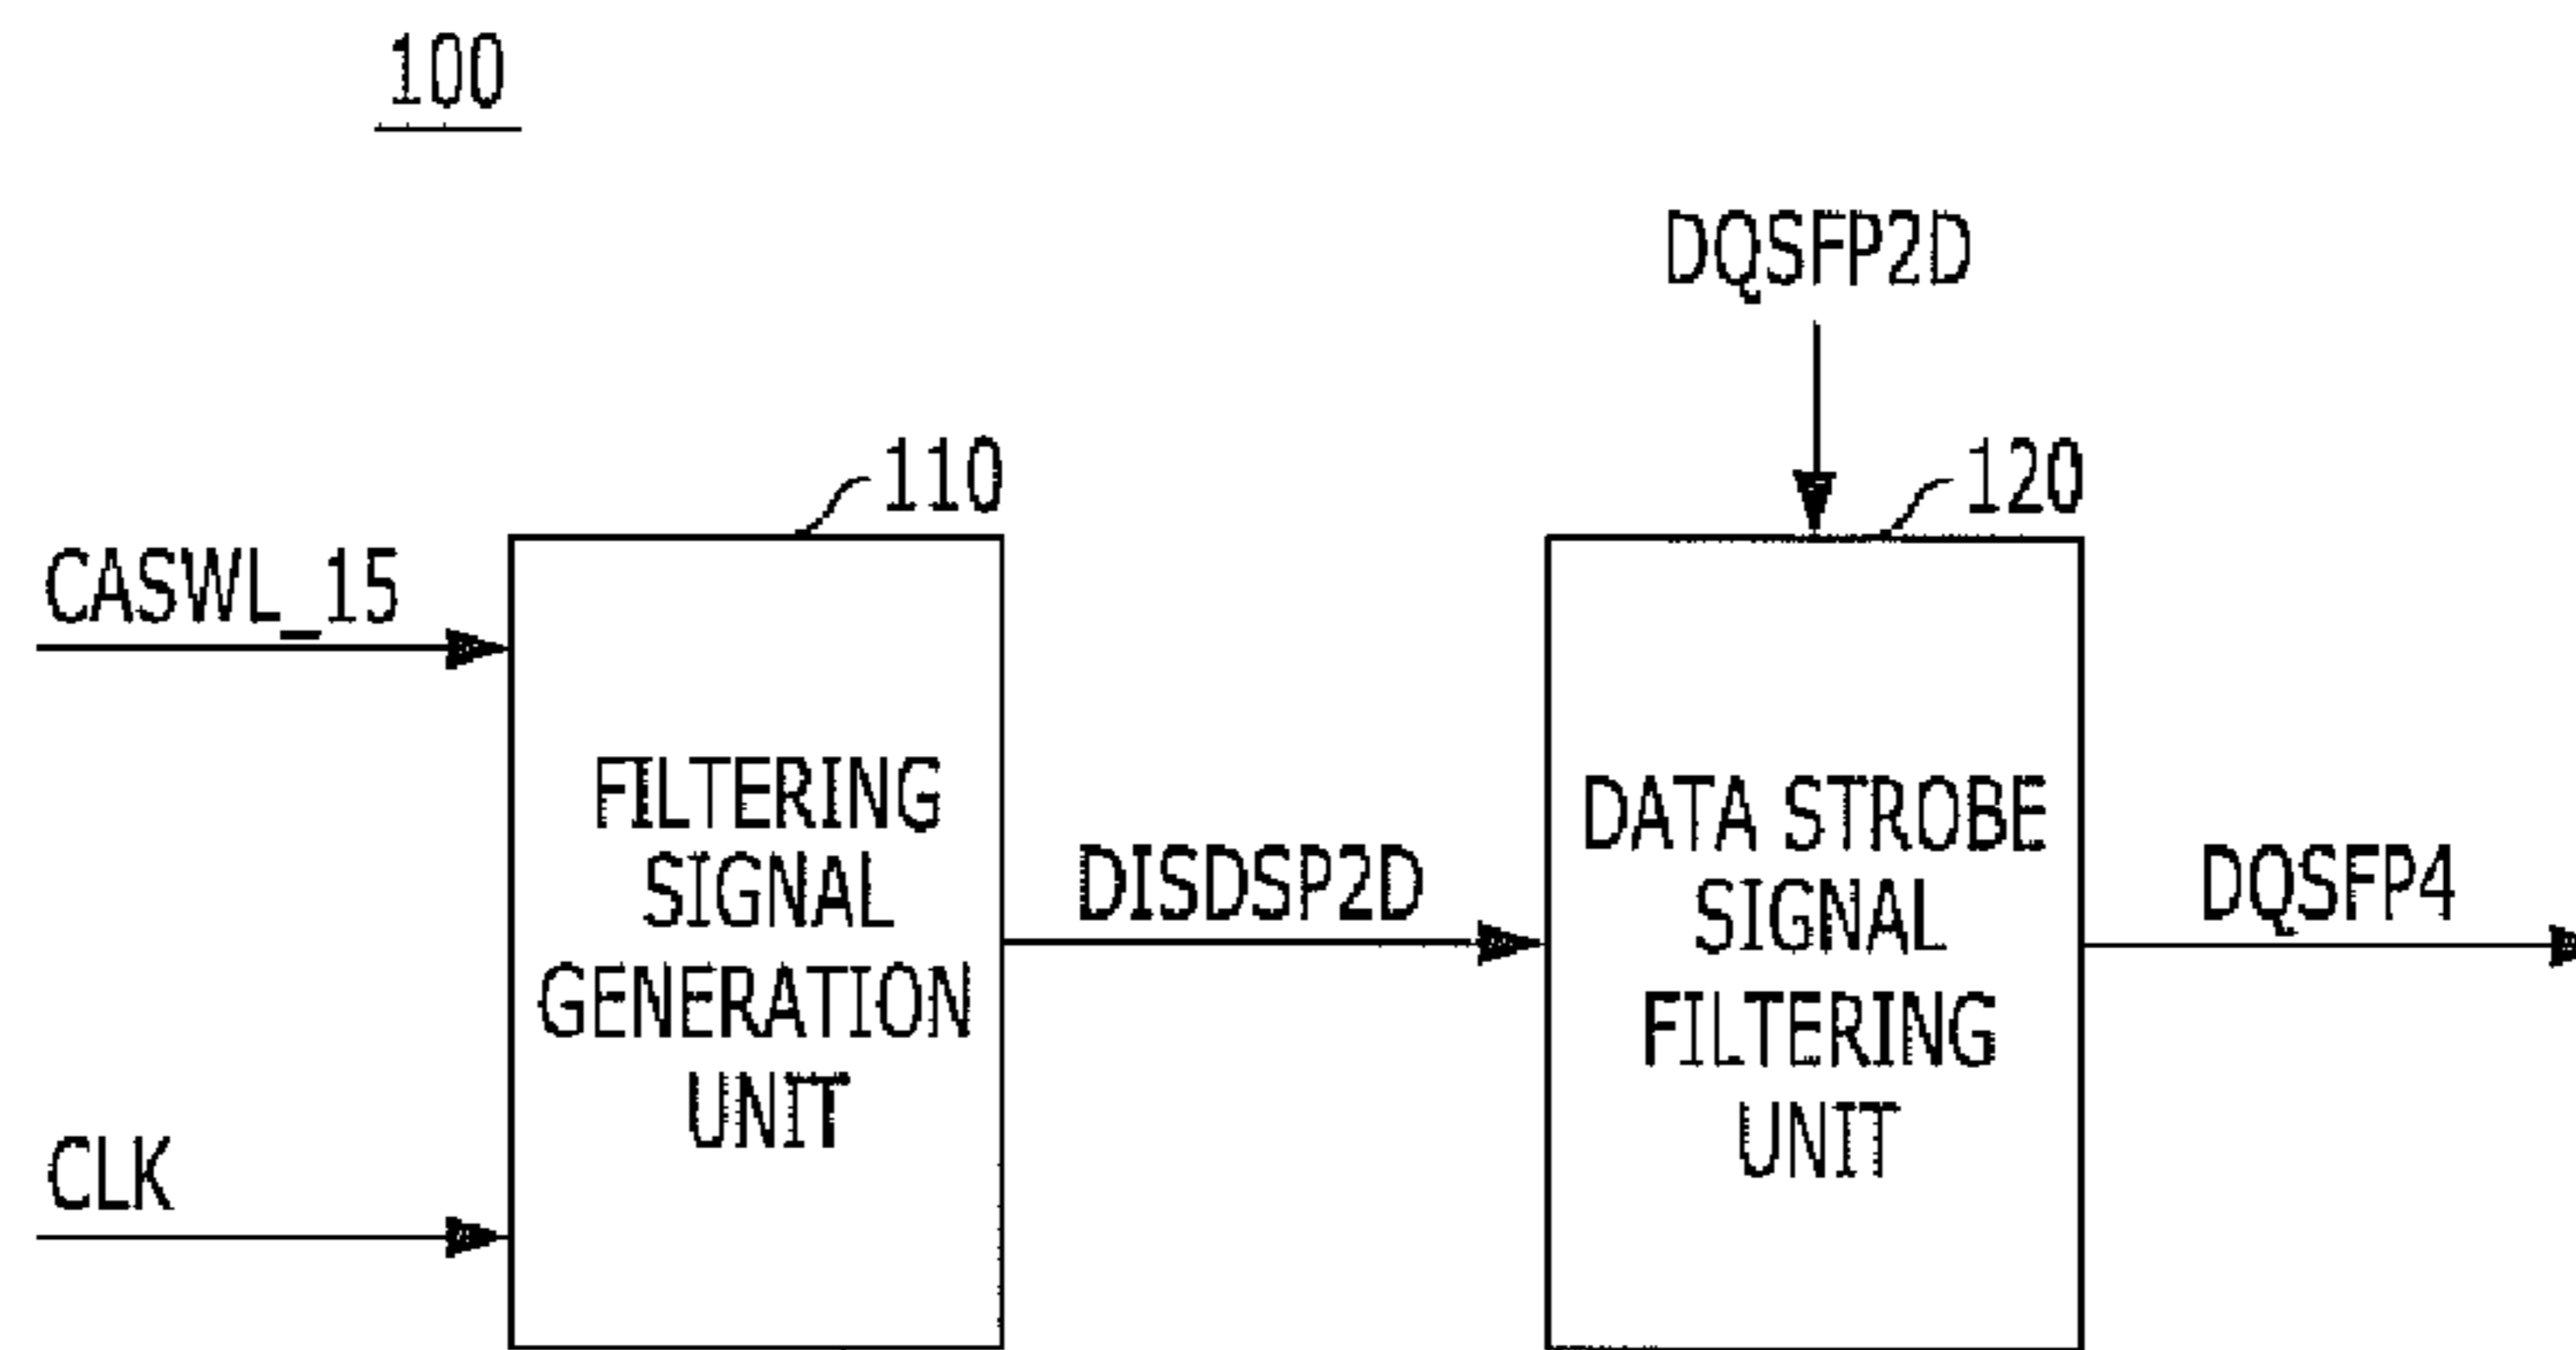 100
DQSFP2D
110
120
CASWL_15
FILTERING
SIGNAL
GENERATION
UNIT
DISDSP2D
DATA STROBE
SIGNAL
FILTERING
UNIT
DQSFP4
CLK